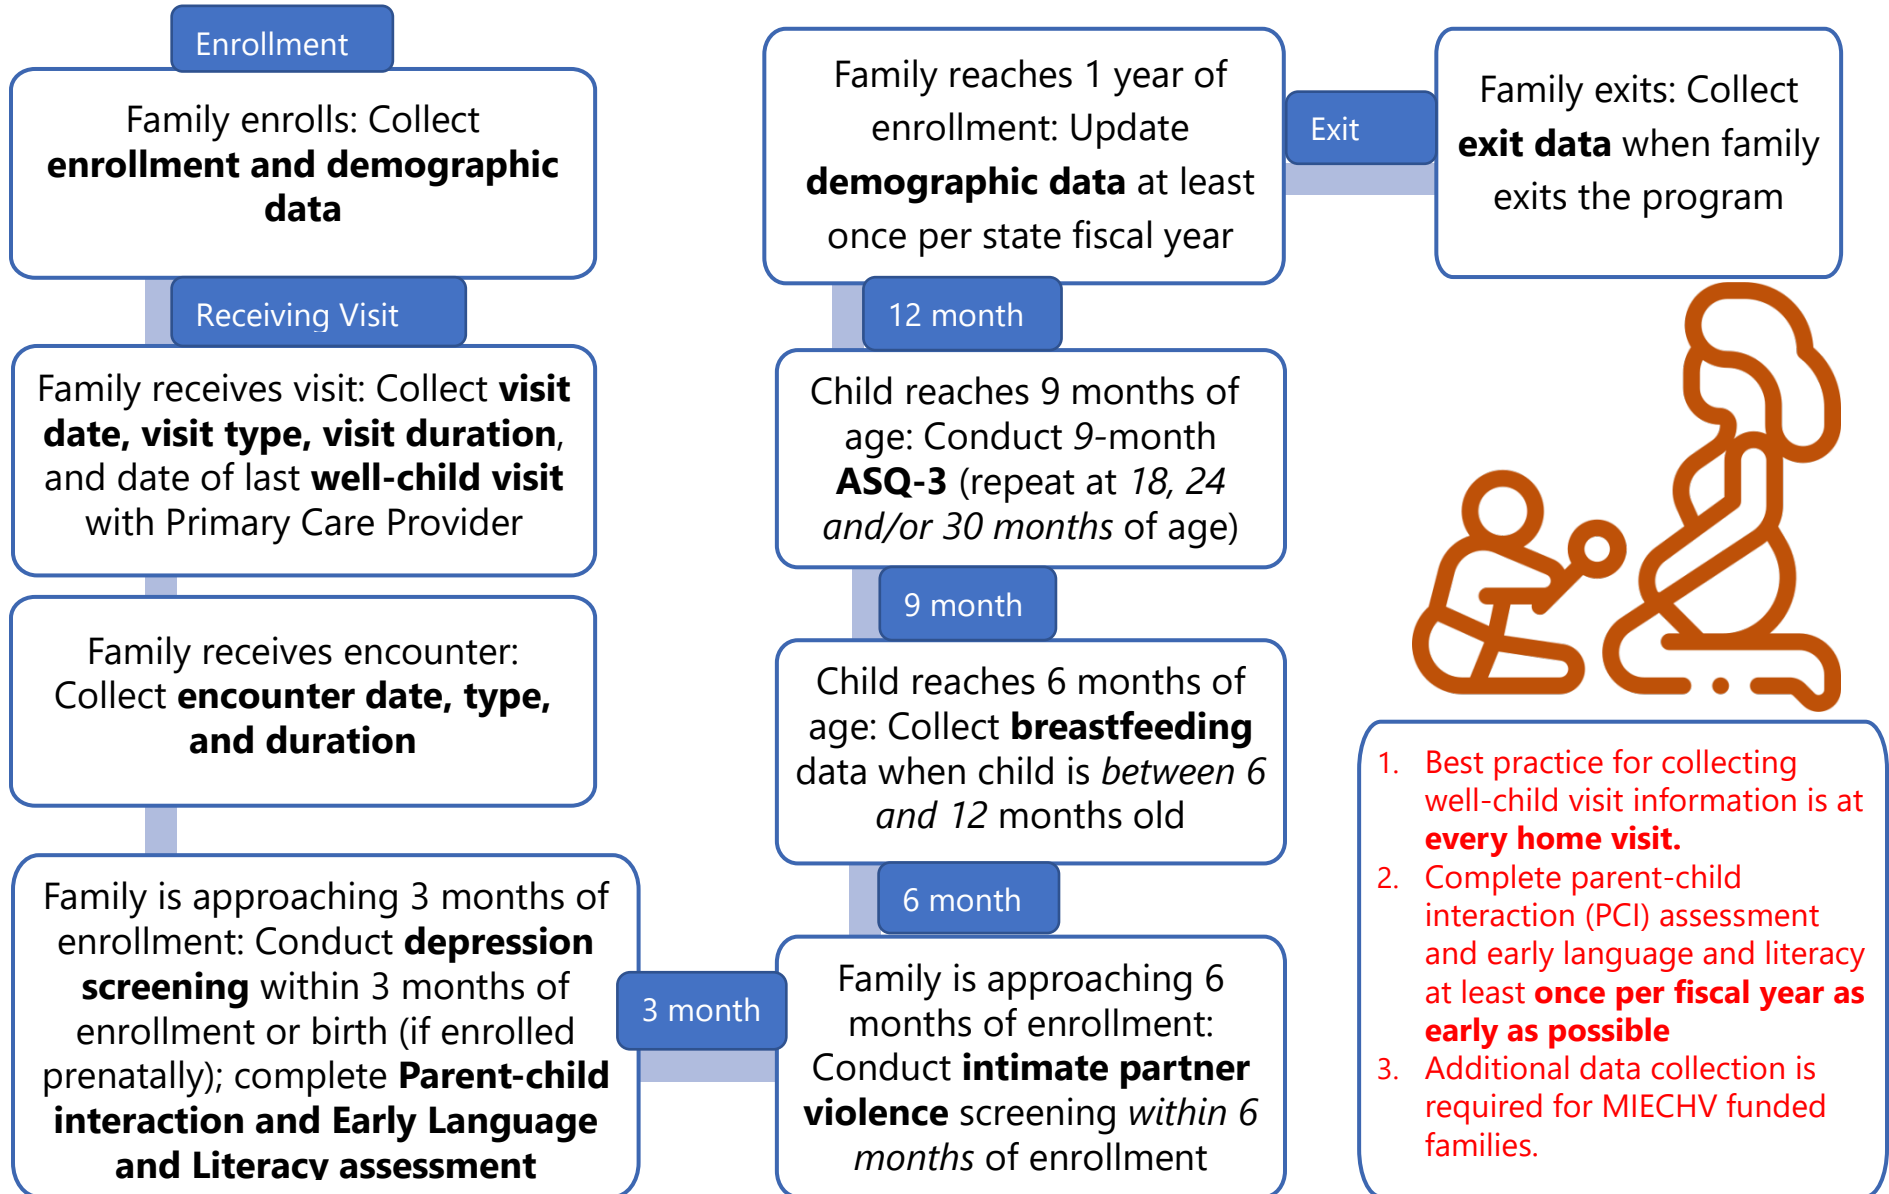 Enrollment
Family enrolls: Collect
enrollment and demographic
data
Receiving Visit
Family receives visit: Collect visit
date, visit type, visit duration,
and date of last well-child visit
with Primary Care Provider
Family receives encounter:
Collect encounter date, type,
and duration
Family is approaching 3 months of
enrollment: Conduct depression
screening within 3 months of
enrollment or birth (if enrolled
prenatally); complete Parent-child
interaction and Early Language
and Literacy assessment
3 month
Family is approaching 6
months of enrollment:
Conduct intimate partner
violence screening within 6
months of enrollment
6 month
Child reaches 6 months of
age: Collect breastfeeding
data when child is between 6
and 12 months old
9 month
Child reaches 9 months of
age: Conduct 9-month
ASQ-3 (repeat at 18, 24
and/or 30 months of age)
12 month
Family reaches 1 year of
enrollment: Update
demographic data at least
once per state fiscal year
Exit
Family exits: Collect
exit data when family
exits the program
1. Best practice for collecting
well-child visit information is at
every home visit.
2. Complete parent-child
interaction (PCI) assessment
and early language and literacy
at least once per fiscal year as
early as possible
3. Additional data collection is
required for MIECHV funded
families.